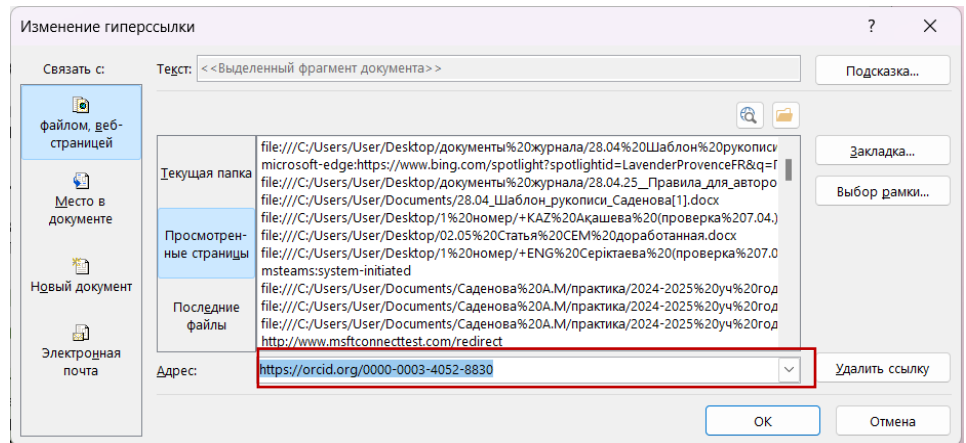 Изменение гиперссылки
?
Связать с:
Текст:
<<Выделенный фрагмент документа>>
Подсказка...
файлом, веб-
страницей
Место в
документе
Новый документ
Электронная
почта
Текущая папка
Просмотрен-
ные страницы
Последние
файлы
file:///C:/Users/User/Desktop/документы%20журнала/28.04%20Шаблон%20рукописи
microsoft-edge:https://www.bing.com/spotlight?spotlightid=LavenderProvenceFR&q=
file:///C:/Users/User/Desktop/документы%20журнала/28.04.25__Правила_для_авторо
file:///C:/Users/User/Documents/28.04_Шаблон_рукописи_Саденова[1].docx
file:///C:/Users/User/Desktop/1%20номер/+KAZ%20Ақашева%20(проверка%207.04.)
file:///C:/Users/User/Desktop/02.05%20Статья%20СЕМ%20доработанная.docx
file:///C:/Users/User/Desktop/1%20номер/+ENG%20Серіктаева%20(проверка%207.0
msteams:system-initiated
file:///C:/Users/User/Documents/Саденова%20А.М/практика/2024-2025%20уч%20год
file:///C:/Users/User/Documents/Саденова%20А.М/практика/2024-2025%20уч%20год
file:///C:/Users/User/Documents/Саденова%20А.М/практика/2024-2025%20уч%20год
http://www.msftconnecttest.com/redirect
Закладка...
Выбор рамки...
Адрес:
https://orcid.org/0000-0003-4052-8830
Удалить ссылку
ОК
Отмена